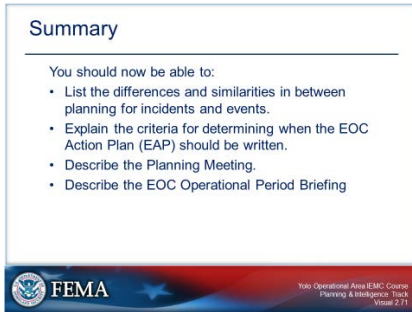 Summary
You should now be able to:
• List the differences and similarities in between
planning for incidents and events.
• Explain the criteria for determining when the EOC
Action Plan (EAP) should be written.
• Describe the Planning Meeting.
• Describe the EOC Operational Period Briefing
FEMA
Yolo Operational Area IEMC Course
Planning & Intelligence Track
Visual 2.71